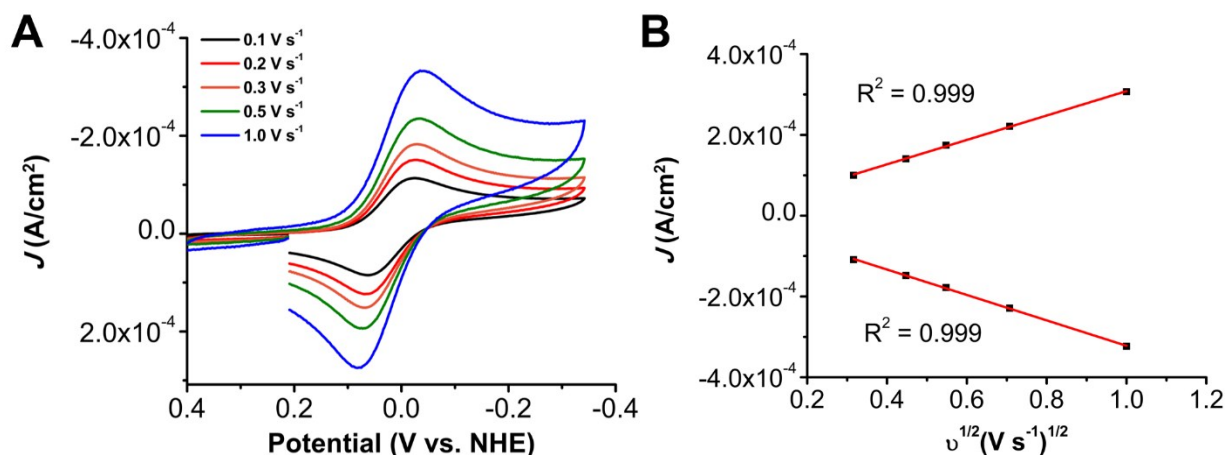 A
-4.0x10⁻⁴
-2.0x10⁻⁴
0.0
2.0x10⁻⁴
J (A/cm²)
0.1 V s⁻¹
0.2 V s⁻¹
0.3 V s⁻¹
0.5 V s⁻¹
1.0 V s⁻¹
0.4 0.2 0.0 -0.2 -0.4
Potential (V vs. NHE)
B
4.0x10⁻⁴
2.0x10⁻⁴
0.0
-2.0x10⁻⁴
-4.0x10⁻⁴
J (A/cm²)
R² = 0.999
R² = 0.999
0.2 0.4 0.6 0.8 1.0 1.2
υ¹/²(V s⁻¹)¹/²